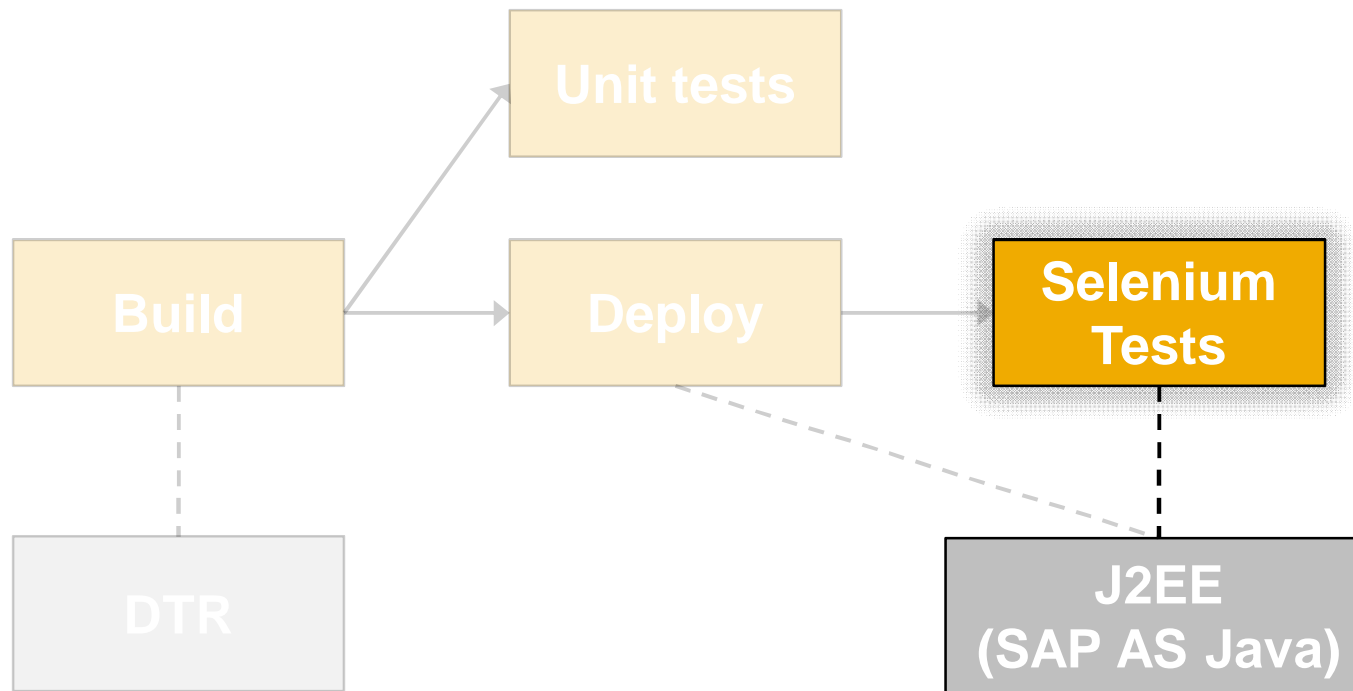 Unit tests
Build
Deploy
Selenium
Tests
DTR
J2EE
(SAP AS Java)